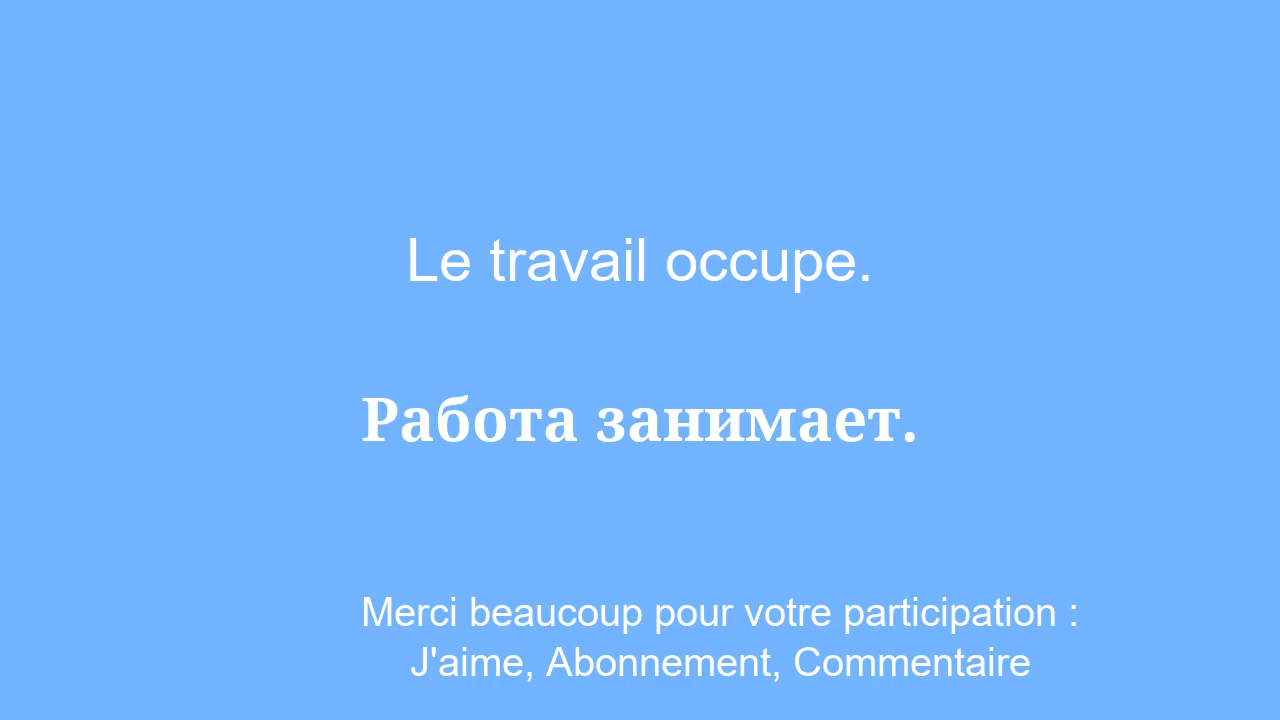 Le travail occupe.
Работа занимает.
Merci beaucoup pour votre participation :
J'aime, Abonnement, Commentaire